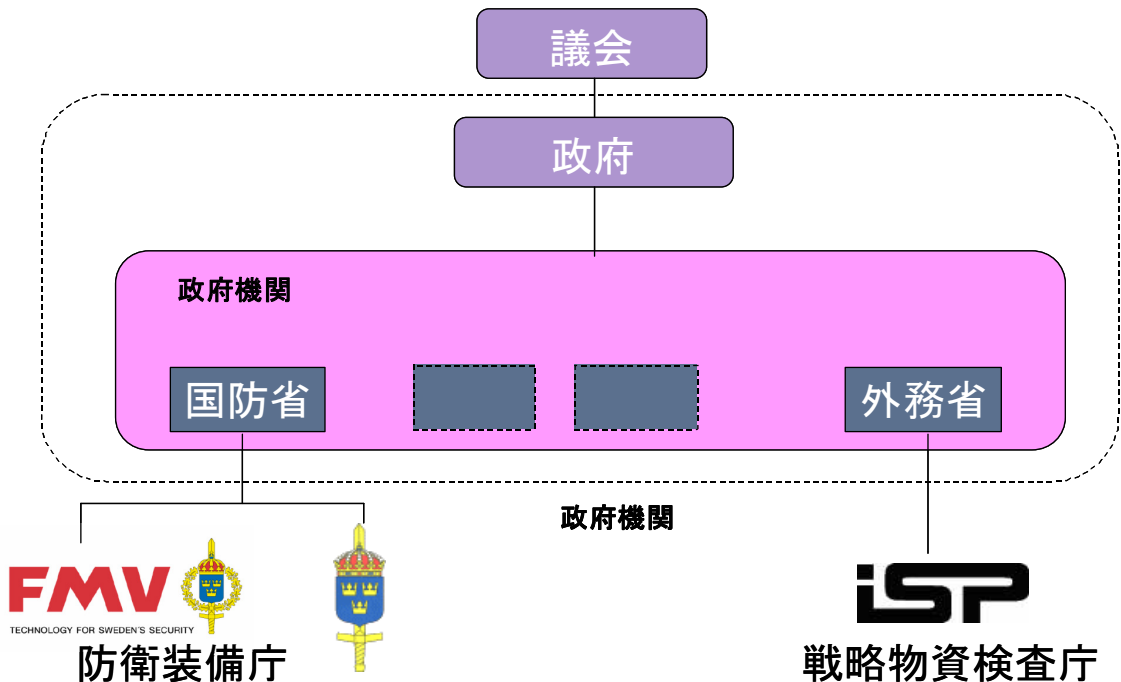 議会
政府
政府機関
国防省
外務省
政府機関
FMV
TECHNOLOGY FOR SWEDEN'S SECURITY
防衛装備庁
iSP
戦略物資検査庁